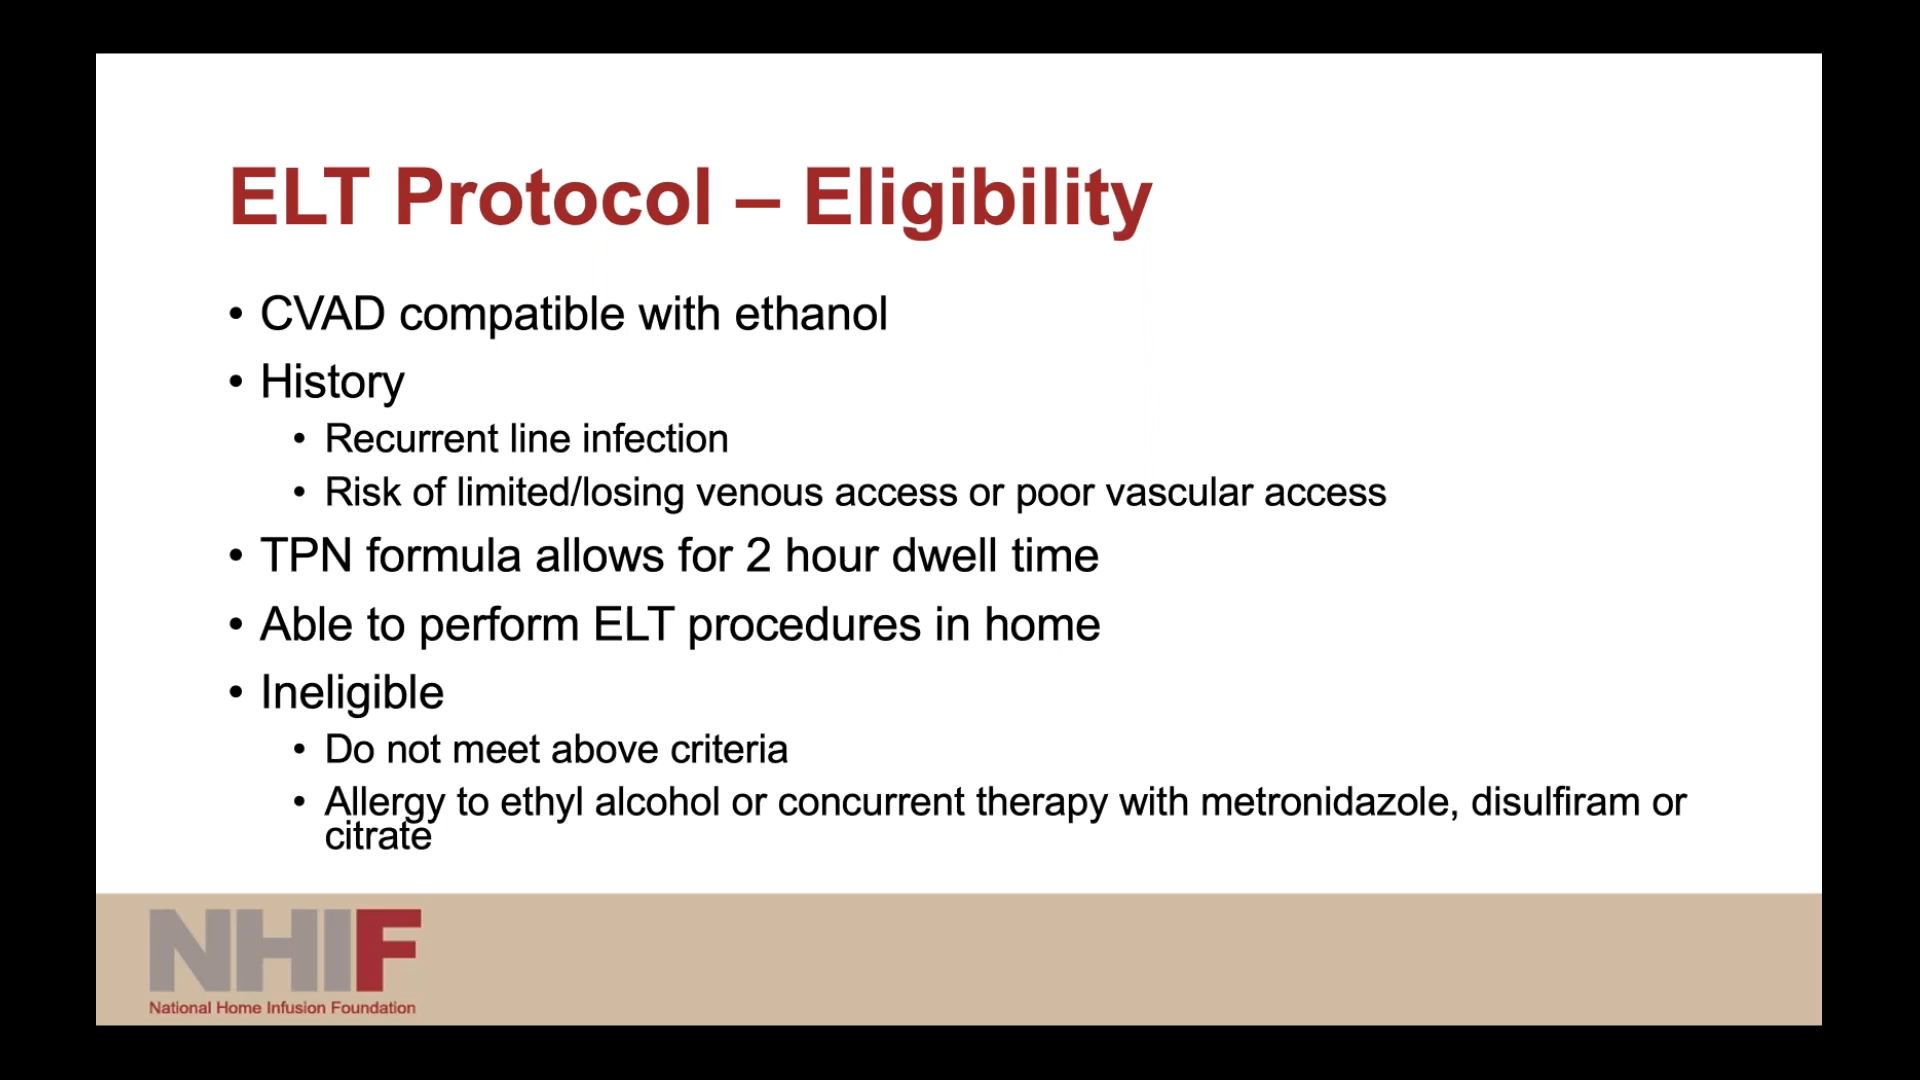 ELT Protocol – Eligibility
• CVAD compatible with ethanol
• History
• Recurrent line infection
• Risk of limited/losing venous access or poor vascular access
• TPN formula allows for 2 hour dwell time
• Able to perform ELT procedures in home
• Ineligible
• Do not meet above criteria
• Allergy to ethyl alcohol or concurrent therapy with metronidazole, disulfiram or
citrate
NHIF
National Home Infusion Foundation